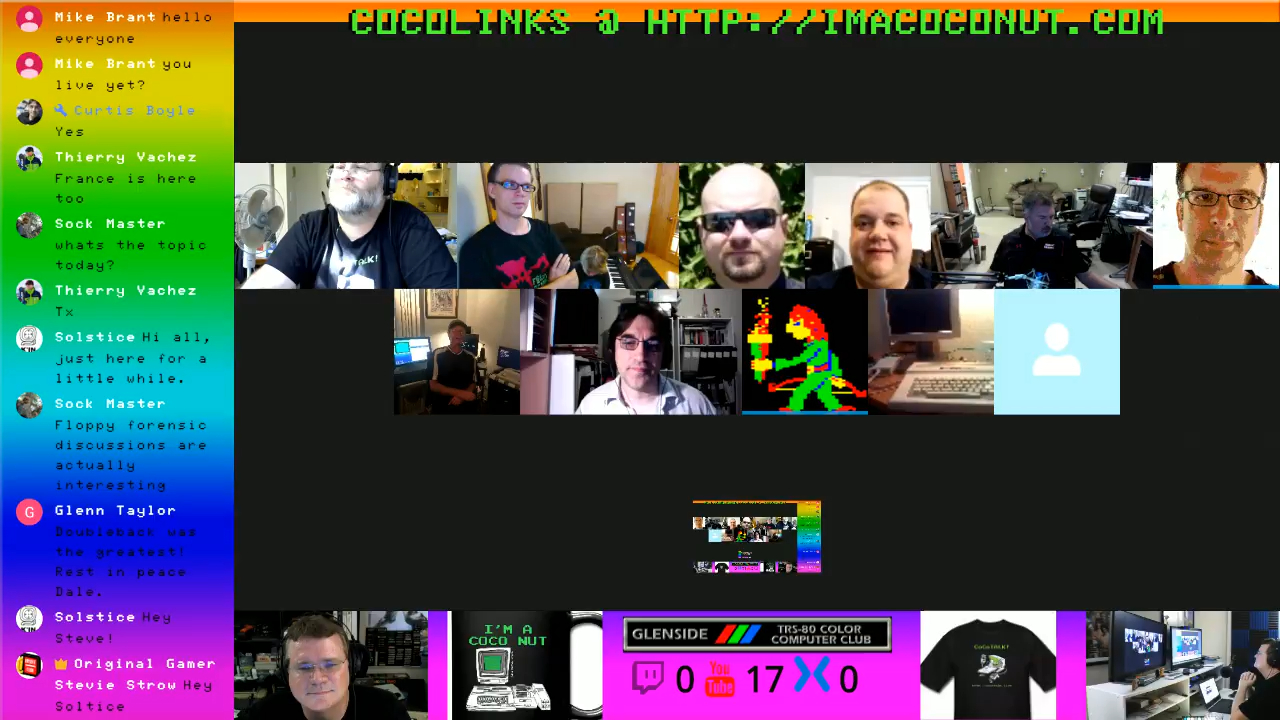 COCOLINKS @ HTTP://IMACOCONUT.COM
Mike Brant hello
everyone
Mike Brant you
live yet?
Curtis Boyle
Yes
Thierry Vachez
France is here
too
Sock Master
whats the topic
today?
Thierry Vachez
Tx
Solstice Hi all,
just here for a
little while.
Sock Master
Floppy forensic
discussions are
actually
interesting
G Glenn Taylor
Doubleback was
the greatest!
Rest in peace
Dale.
Solstice Hey
Steve!
Original Gamer
Stevie Strow Hey
Soltice
TALK!
I'M A
COCO NUT
GLENSIDE TRS-80 COLOR
COMPUTER CLUB
0 You Tube 17 0
CoCoTALK!